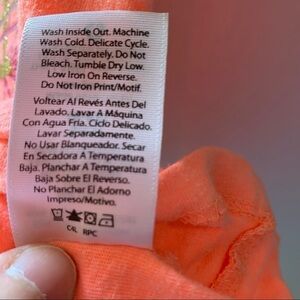 Wash Inside Out. Machine
Wash Cold. Delicate Cycle.
Wash Separately. Do Not
Bleach. Tumble Dry Low.
Low Iron On Reverse.
Do Not Iron Print/Motif.
Voltear Al Revés Antes Del
Lavado. Lavar A Máquina
Con Agua Fría. Ciclo Delicado.
Lavar Separadamente.
No Usar Blanqueador. Secar
En Secadora A Temperatura
Baja. Planchar A Temperatura
Baja Sobre El Reverso.
No Planchar El Adorno
Impreso/Motivo.
C4L RPC